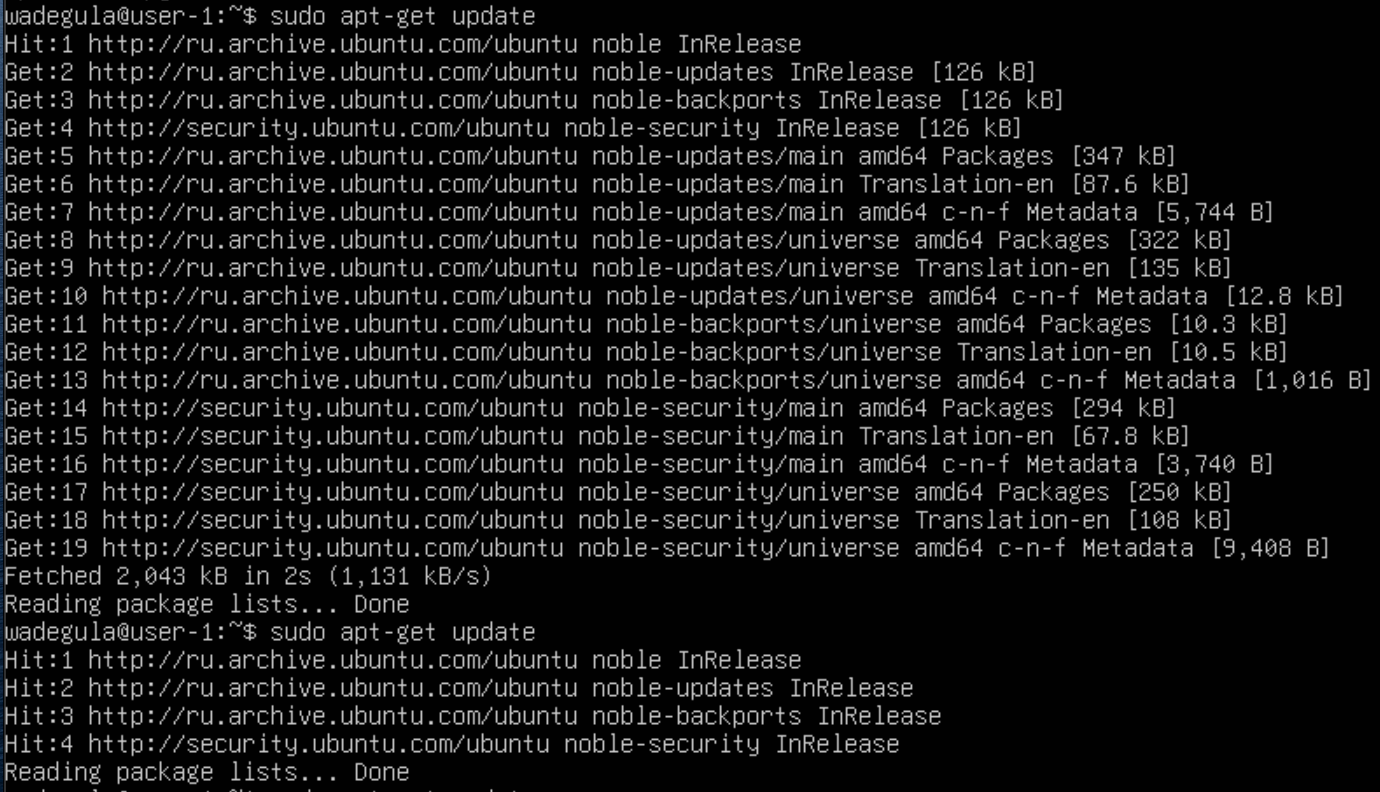 wadegula@user-1:~$ sudo apt-get update
Hit:1 http://ru.archive.ubuntu.com/ubuntu noble InRelease
Get:2 http://ru.archive.ubuntu.com/ubuntu noble-updates InRelease [126 kB]
Get:3 http://ru.archive.ubuntu.com/ubuntu noble-backports InRelease [126 kB]
Get:4 http://security.ubuntu.com/ubuntu noble-security InRelease [126 kB]
Get:5 http://ru.archive.ubuntu.com/ubuntu noble-updates/main amd64 Packages [347 kB]
Get:6 http://ru.archive.ubuntu.com/ubuntu noble-updates/main Translation-en [87.6 kB]
Get:7 http://ru.archive.ubuntu.com/ubuntu noble-updates/main amd64 c-n-f Metadata [5,744 B]
Get:8 http://ru.archive.ubuntu.com/ubuntu noble-updates/universe amd64 Packages [322 kB]
Get:9 http://ru.archive.ubuntu.com/ubuntu noble-updates/universe Translation-en [135 kB]
Get:10 http://ru.archive.ubuntu.com/ubuntu noble-updates/universe amd64 c-n-f Metadata [12.8 kB]
Get:11 http://ru.archive.ubuntu.com/ubuntu noble-backports/universe amd64 Packages [10.3 kB]
Get:12 http://ru.archive.ubuntu.com/ubuntu noble-backports/universe Translation-en [10.5 kB]
Get:13 http://ru.archive.ubuntu.com/ubuntu noble-backports/universe amd64 c-n-f Metadata [1,016 B]
Get:14 http://security.ubuntu.com/ubuntu noble-security/main amd64 Packages [294 kB]
Get:15 http://security.ubuntu.com/ubuntu noble-security/main Translation-en [67.8 kB]
Get:16 http://security.ubuntu.com/ubuntu noble-security/main amd64 c-n-f Metadata [3,740 B]
Get:17 http://security.ubuntu.com/ubuntu noble-security/universe amd64 Packages [250 kB]
Get:18 http://security.ubuntu.com/ubuntu noble-security/universe Translation-en [108 kB]
Get:19 http://security.ubuntu.com/ubuntu noble-security/universe amd64 c-n-f Metadata [9,408 B]
Fetched 2,043 kB in 2s (1,131 kB/s)
Reading package lists... Done
wadegula@user-1:~$ sudo apt-get update
Hit:1 http://ru.archive.ubuntu.com/ubuntu noble InRelease
Hit:2 http://ru.archive.ubuntu.com/ubuntu noble-updates InRelease
Hit:3 http://ru.archive.ubuntu.com/ubuntu noble-backports InRelease
Hit:4 http://security.ubuntu.com/ubuntu noble-security InRelease
Reading package lists... Done